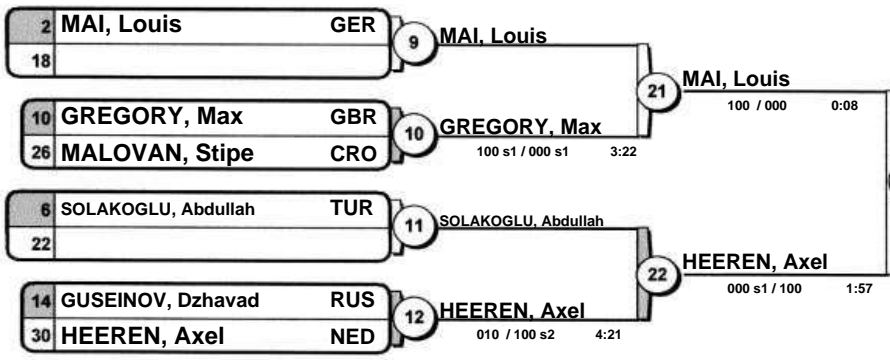 2 MAI, Louis GER
18
9 MAI, Louis
10 GREGORY, Max GBR
26 MALOVAN, Stipe CRO
10 GREGORY, Max
100 s1 / 000 s1 3:22
21 MAI, Louis
100 / 000 0:08
6 SOLAKOGLU, Abdullah TUR
22
11 SOLAKOGLU, Abdullah
14 GUSEINOV, Dzhavad RUS
30 HEEREN, Axel NED
12 HEEREN, Axel
010 / 100 s2 4:21
22 HEEREN, Axel
000 s1 / 100 1:57